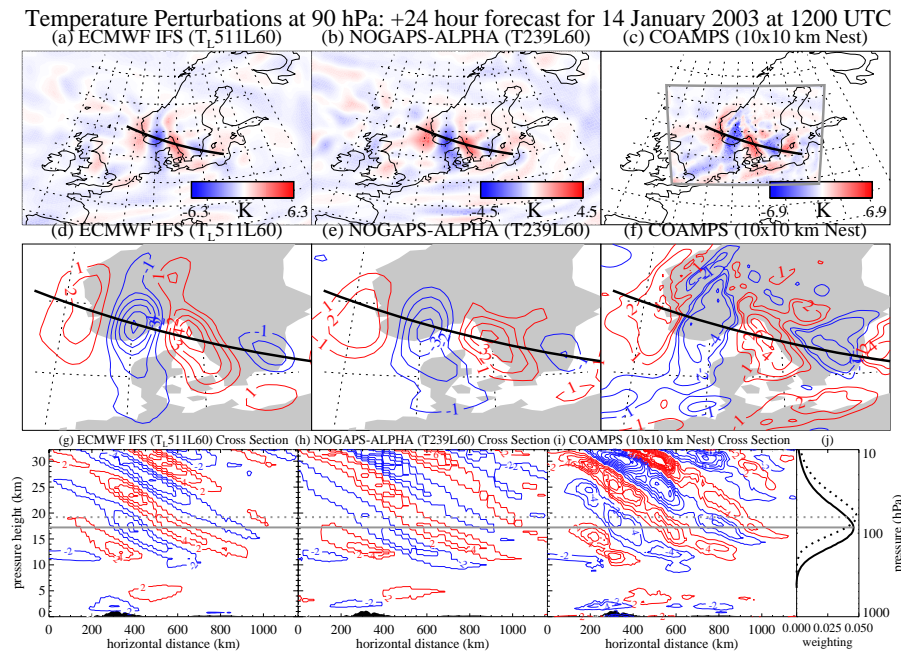 Temperature Perturbations at 90 hPa: +24 hour forecast for 14 January 2003 at 1200 UTC
(a) ECMWF IFS (TL511L60)
(b) NOGAPS-ALPHA (T239L60)
(c) COAMPS (10x10 km Nest)
-6.3 K 6.3
-4.5 K 4.5
-6.9 K 6.9
(d) ECMWF IFS (TL511L60)
(e) NOGAPS-ALPHA (T239L60)
(f) COAMPS (10x10 km Nest)
(g) ECMWF IFS (TL511L60) Cross Section
(h) NOGAPS-ALPHA (T239L60) Cross Section
(i) COAMPS (10x10 km Nest) Cross Section
(j)
pressure height (km)
30
25
20
15
10
5
0
0 200 400 600 800 1000
horizontal distance (km)
0 200 400 600 800 1000
horizontal distance (km)
0 200 400 600 800 1000
horizontal distance (km)
0.000 0.025 0.050
weighting
10
100
1000
pressure (hPa)